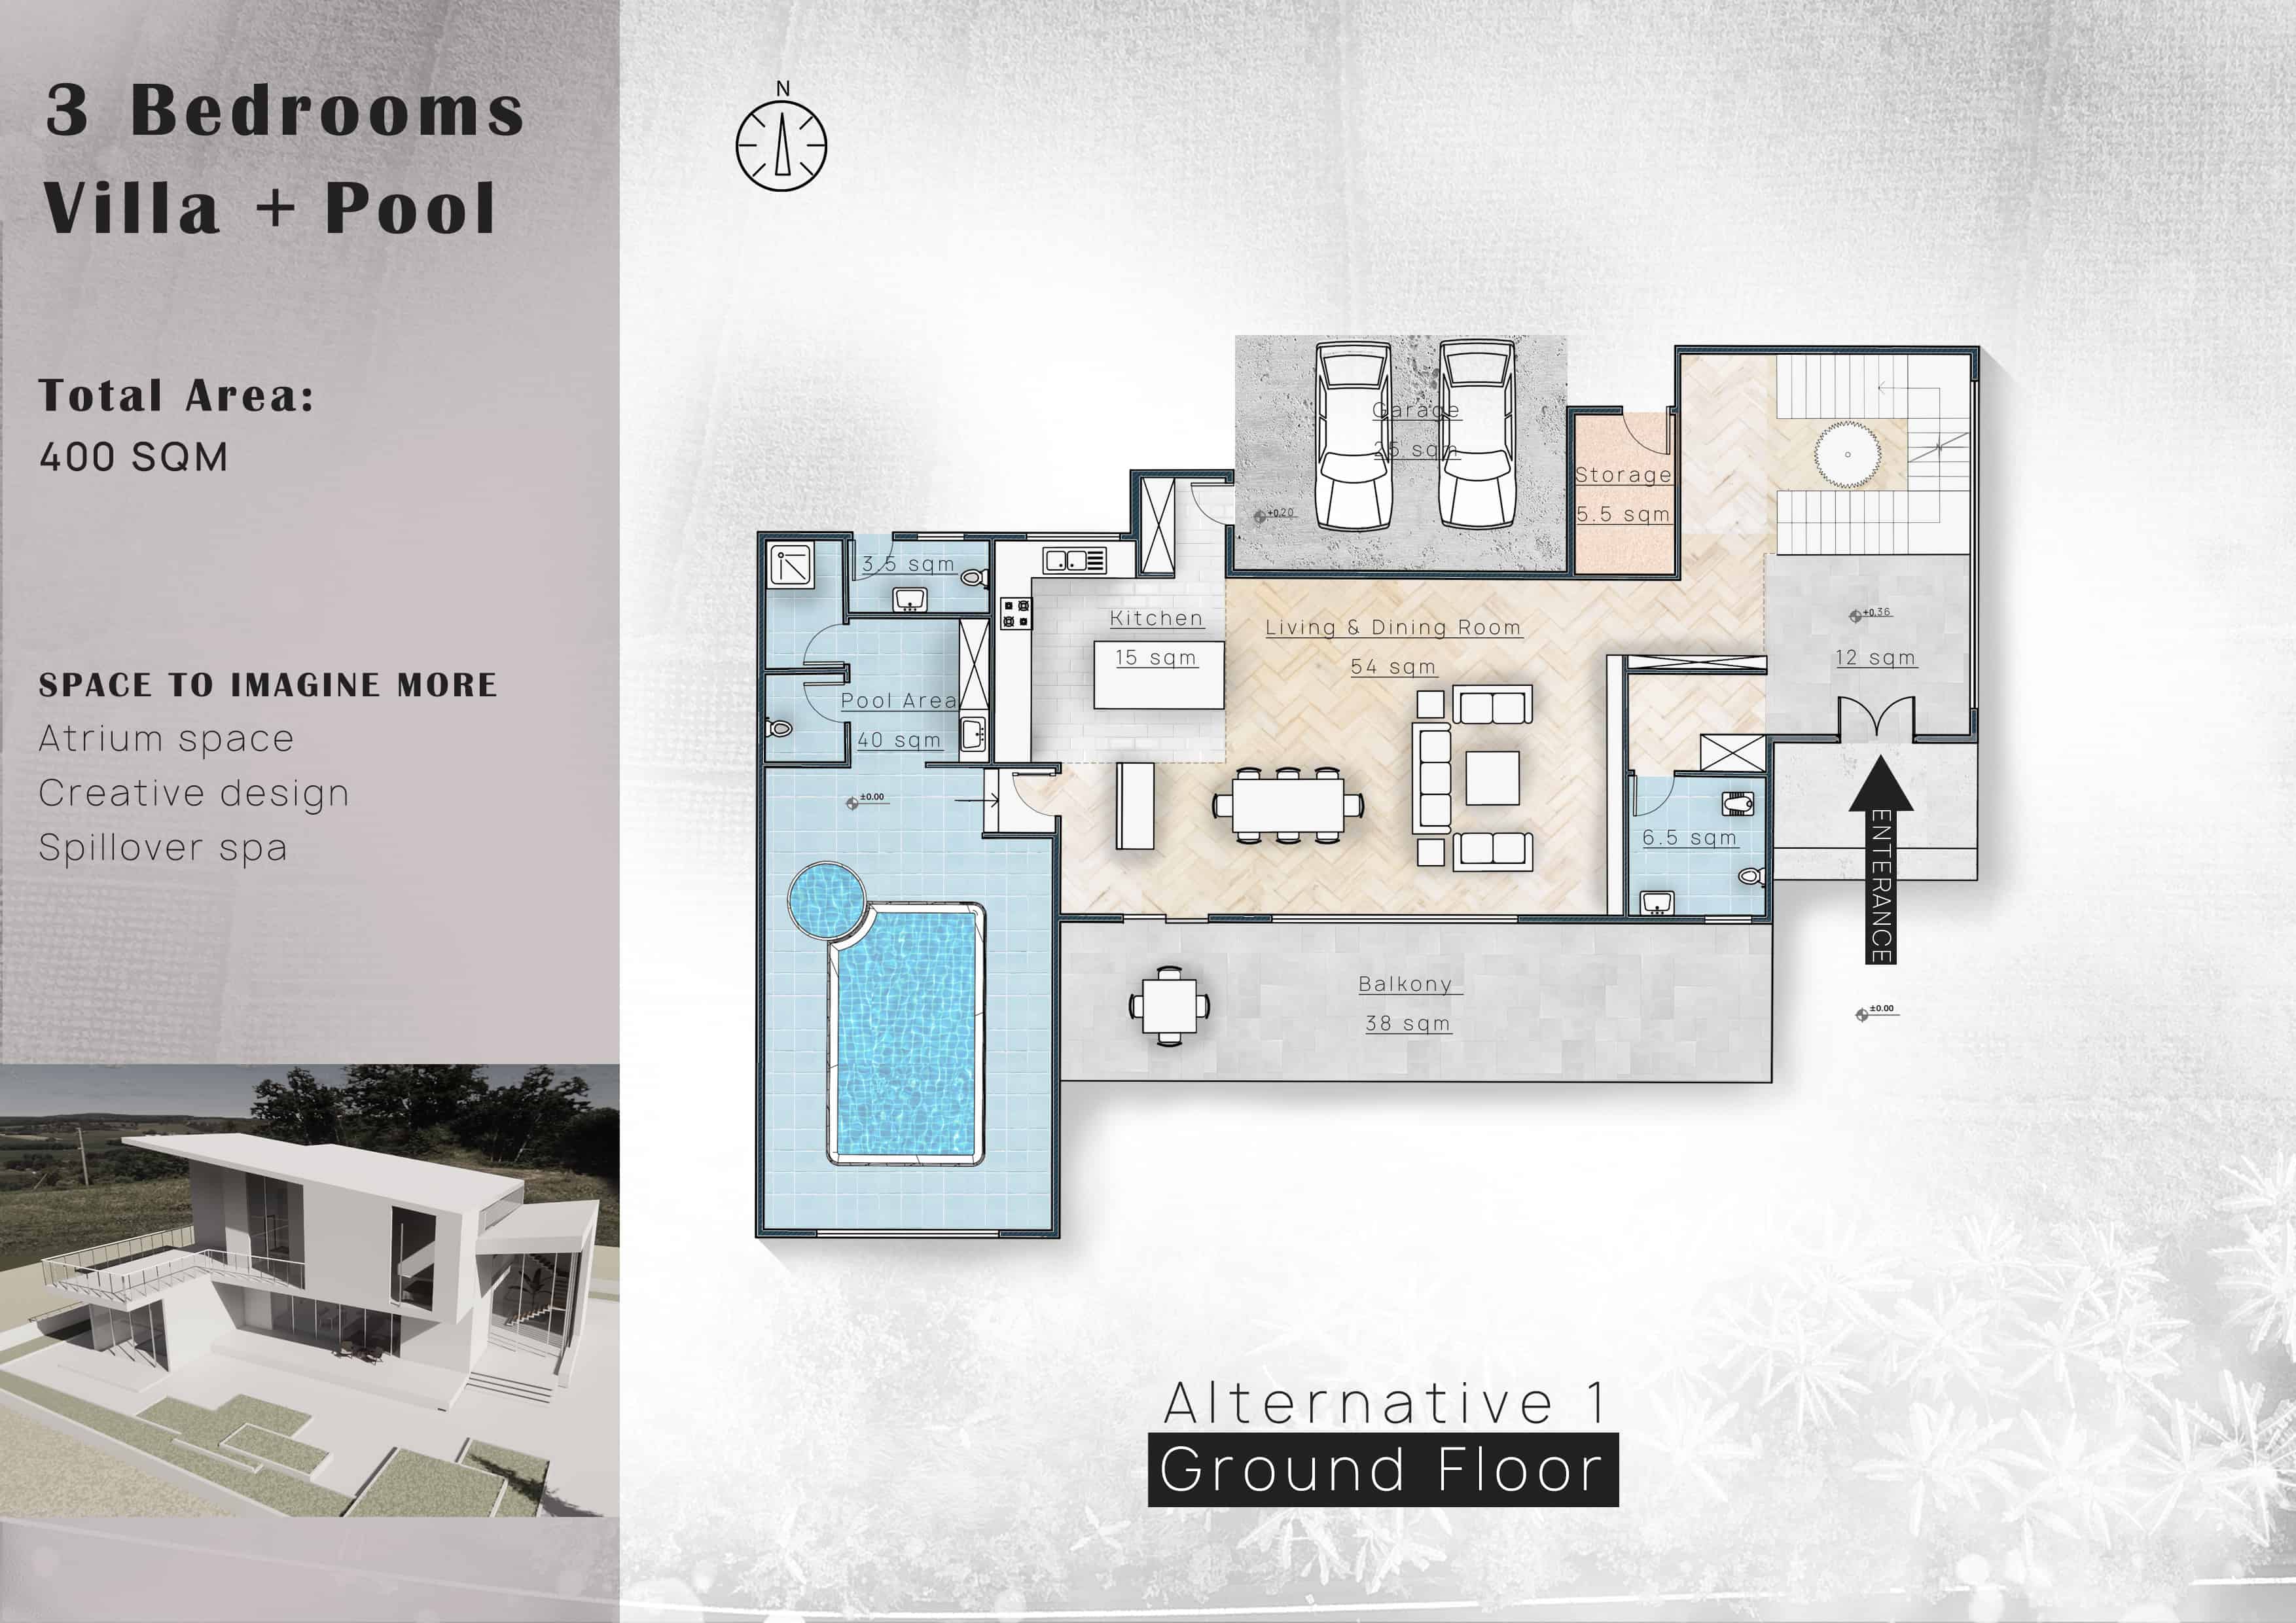 3 Bedrooms
Villa + Pool
Total Area:
400 SQM
SPACE TO IMAGINE MORE
Atrium space
Creative design
Spillover spa
N
Garage
25 sqm
+0.20
Storage
5.5 sqm
3.5 sqm
Kitchen
15 sqm
Living & Dining Room
54 sqm
+0.36
12 sqm
Pool Area
40 sqm
±0.00
6.5 sqm
ENTERANCE
Balkony
38 sqm
±0.00
Alternative 1
Ground Floor